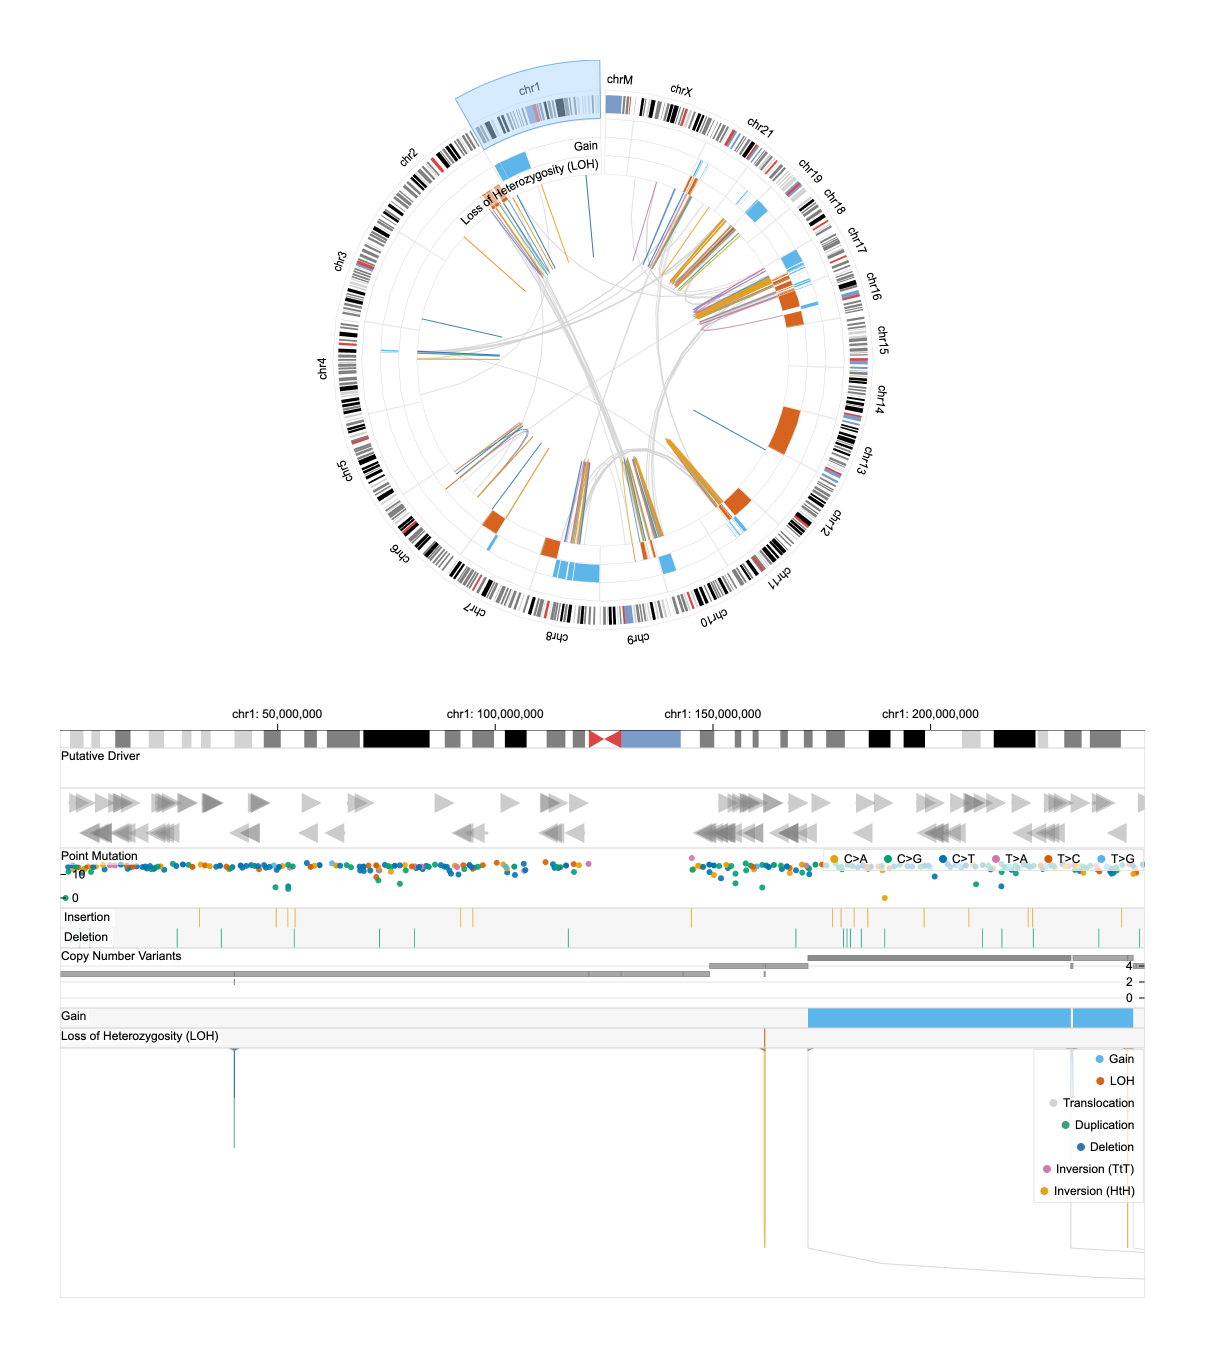 chrM
chrX
chr21
chr19
chr18
chr17
chr16
chr15
chr14
chr13
chr12
chr11
chr10
chr9
chr8
chr7
chr6
chr5
chr4
chr3
chr2
chr1
Gain
Loss of Heterozygosity (LOH)
chr1: 50,000,000 chr1: 100,000,000 chr1: 150,000,000 chr1: 200,000,000
Putative Driver
Point Mutation
C>A C>G C>T T>A T>C T>G
10
0
Insertion
Deletion
Copy Number Variants
4
2
0
Gain
Loss of Heterozygosity (LOH)
Gain
LOH
Translocation
Duplication
Deletion
Inversion (TtT)
Inversion (HtH)